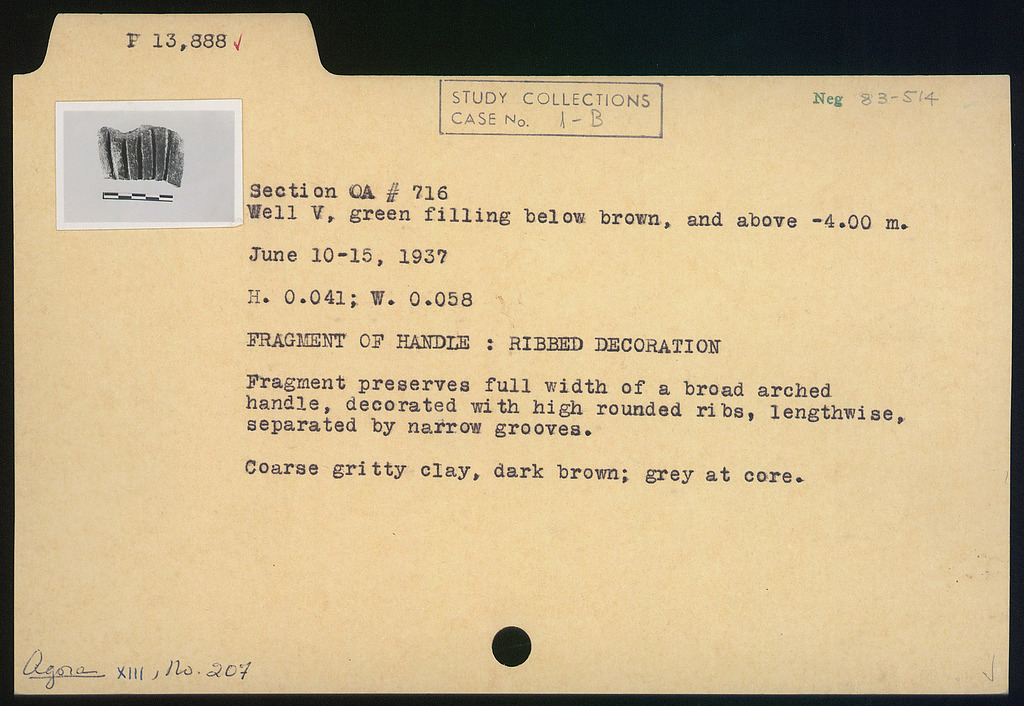 P 13,888 ✓
STUDY COLLECTIONS
CASE No. 1-B
Neg 83-514
Section OA # 716
Well V, green filling below brown, and above -4.00 m.
June 10-15, 1937
H. 0.041; W. 0.058
FRAGMENT OF HANDLE : RIBBED DECORATION
Fragment preserves full width of a broad arched
handle, decorated with high rounded ribs, lengthwise,
separated by narrow grooves.
Coarse gritty clay, dark brown; grey at core.
Agora XIII, No. 207